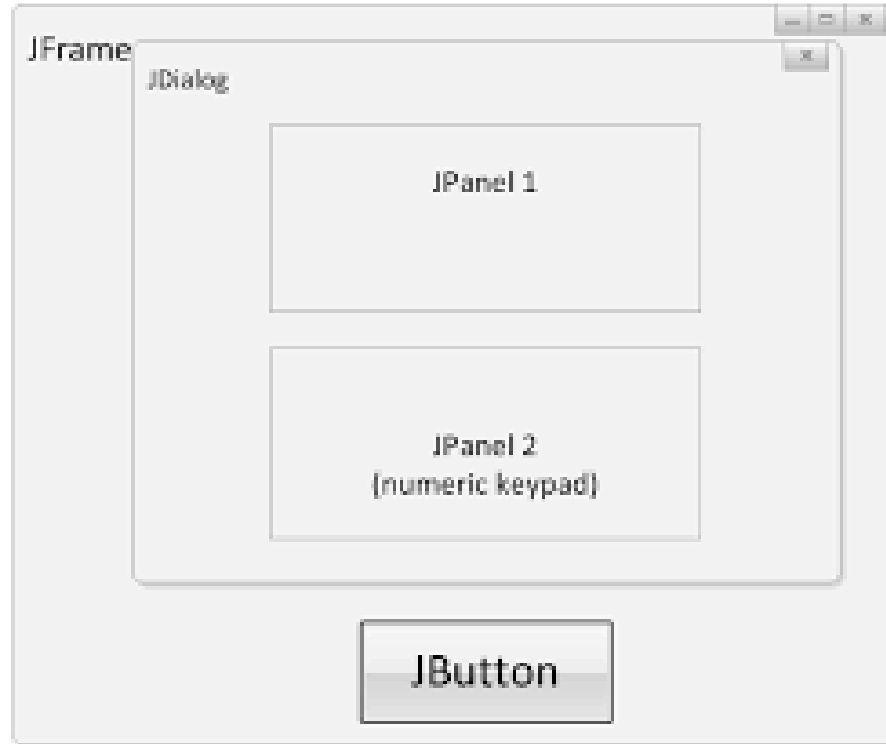 JFrame
JDialog
JPanel 1
JPanel 2
(numeric keypad)
JButton